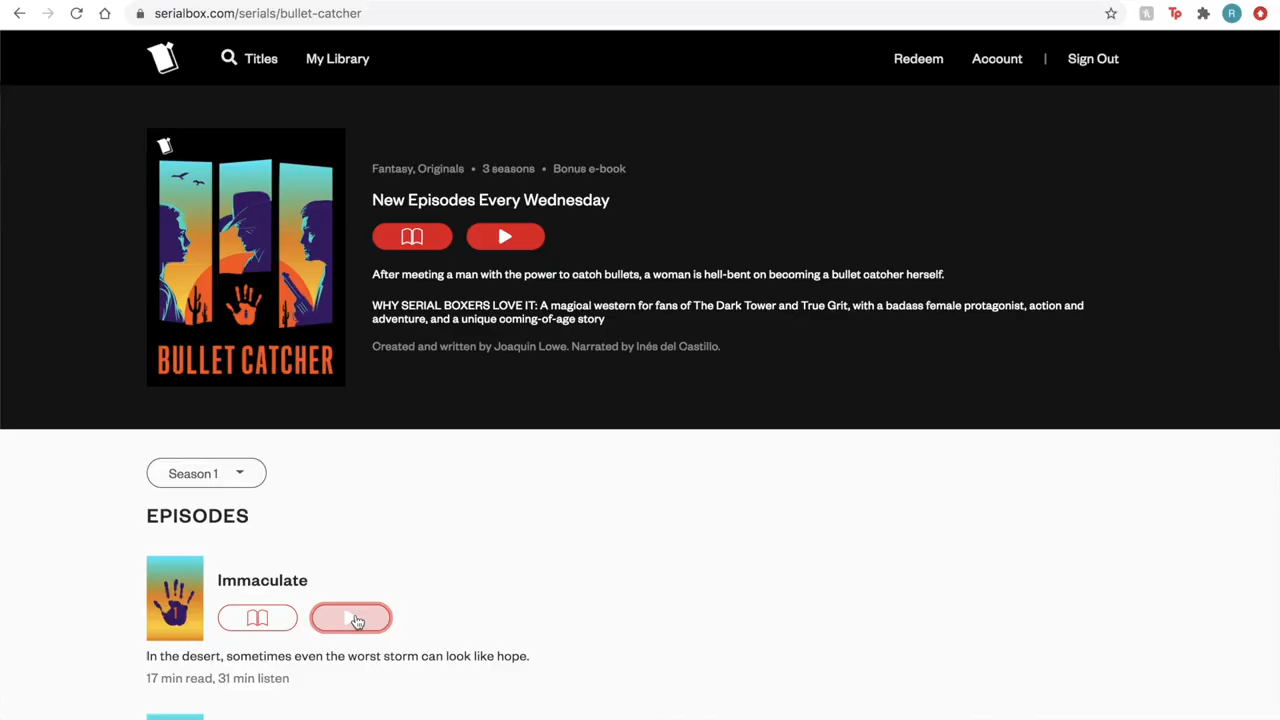 serialbox.com/serials/bullet-catcher
Tp
R
Titles
My Library
Redeem
Account
|
Sign Out
Fantasy, Originals • 3 seasons • Bonus e-book
New Episodes Every Wednesday
After meeting a man with the power to catch bullets, a woman is hell-bent on becoming a bullet catcher herself.
WHY SERIAL BOXERS LOVE IT: A magical western for fans of The Dark Tower and True Grit, with a badass female protagonist, action and
adventure, and a unique coming-of-age story
Created and written by Joaquin Lowe. Narrated by Inés del Castillo.
1
BULLET CATCHER
Season 1
EPISODES
1
Immaculate
In the desert, sometimes even the worst storm can look like hope.
17 min read, 31 min listen